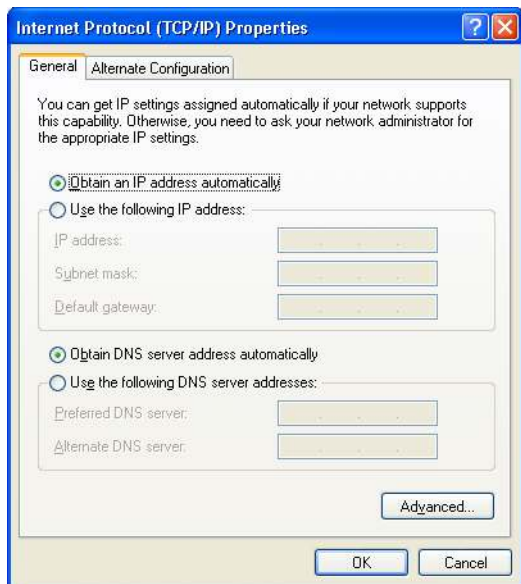 Internet Protocol (TCP/IP) Properties
General
Alternate Configuration
You can get IP settings assigned automatically if your network supports
this capability. Otherwise, you need to ask your network administrator for
the appropriate IP settings.
Obtain an IP address automatically
Use the following IP address:
IP address:
Subnet mask:
Default gateway:
Obtain DNS server address automatically
Use the following DNS server addresses:
Preferred DNS server:
Alternate DNS server:
Advanced...
OK
Cancel